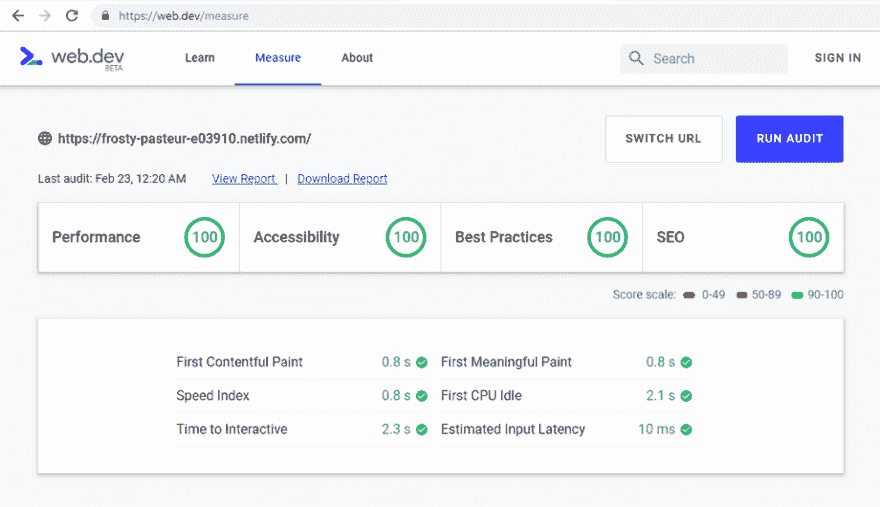 https://web.dev/measure
web.dev
BETA
Learn Measure About
Search
SIGN IN
https://frosty-pasteur-e03910.netlify.com/
SWITCH URL
RUN AUDIT
Last audit: Feb 23, 12:20 AM View Report | Download Report
Performance 100 Accessibility 100 Best Practices 100 SEO 100
Score scale: 0-49 50-89 90-100
First Contentful Paint 0.8 s First Meaningful Paint 0.8 s
Speed Index 0.8 s First CPU Idle 2.1 s
Time to Interactive 2.3 s Estimated Input Latency 10 ms